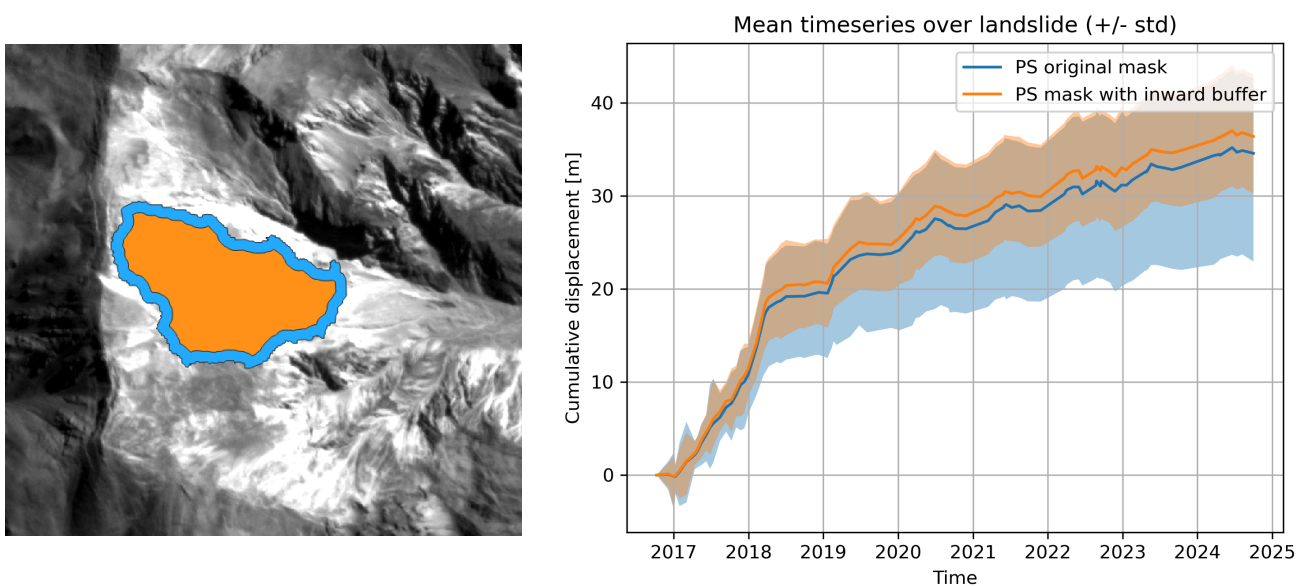 Mean timeseries over landslide (+/- std)
PS original mask
PS mask with inward buffer
Cumulative displacement [m]
40
30
20
10
0
2017 2018 2019 2020 2021 2022 2023 2024 2025
Time